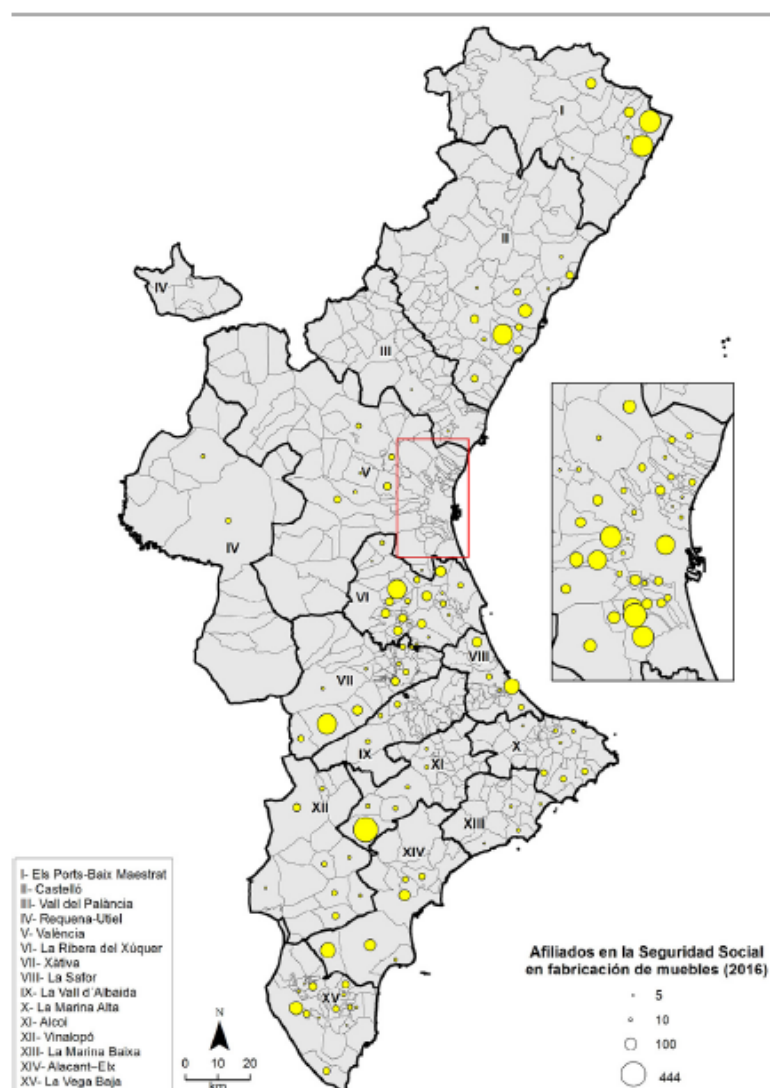 I
II
IV
III
V
IV
VI
VIII
VII
X
IX
XI
XII
XIII
XIV
XV
I- Els Ports-Baix Maestrat
II- Castelló
III- Vall del Palància
IV- Requena-Utiel
V- València
VI- La Ribera del Xúquer
VII- Xàtiva
VIII- La Safor
IX- La Vall d'Albaida
X- La Marina Alta
XI- Alcoi
XII- Vinalopó
XIII- La Marina Baixa
XIV- Alacant–Elx
XV- La Vega Baja
N
0 10 20
km
Afiliados en la Seguridad Social
en fabricación de muebles (2016)
5
10
100
444